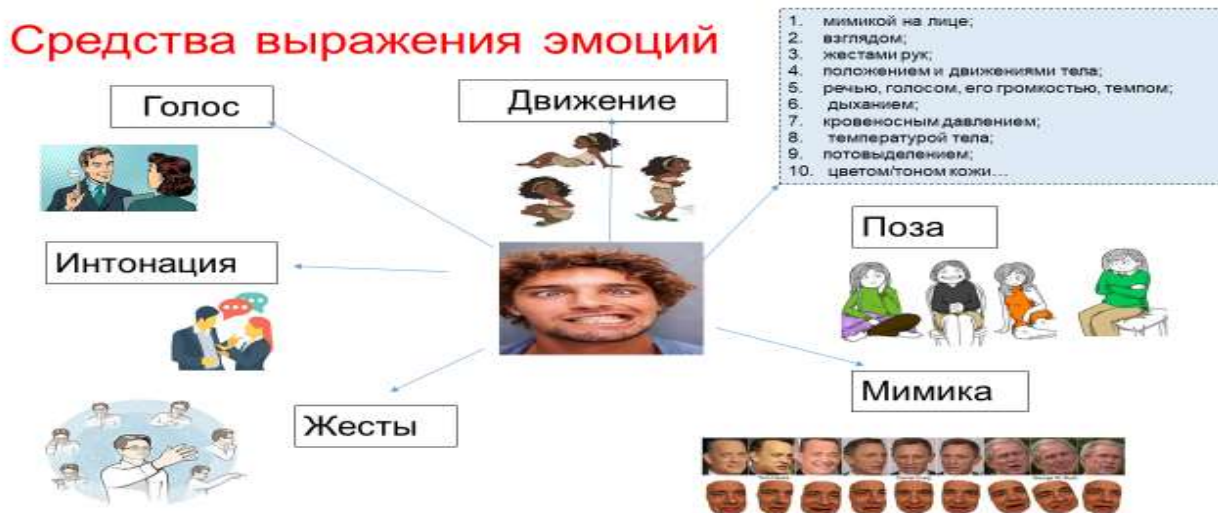 Средства выражения эмоций
1. мимикой на лице;
2. взглядом;
3. жестами рук;
4. положением и движениями тела;
5. речью, голосом, его громкостью, темпом;
6. дыханием;
7. кровеносным давлением;
8. температурой тела;
9. потовыделением;
10. цветом/тоном кожи...
Голос
Движение
Поза
Интонация
Мимика
Жесты